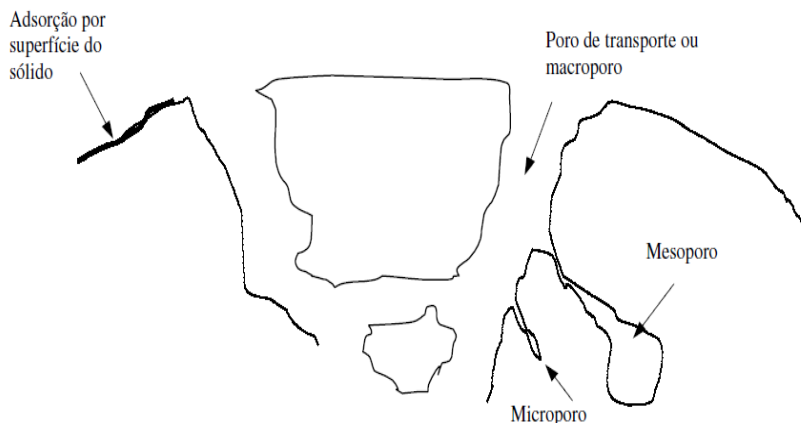 Adsorção por
superfície do
sólido
Poro de transporte ou
macroporo
Mesoporo
Microporo